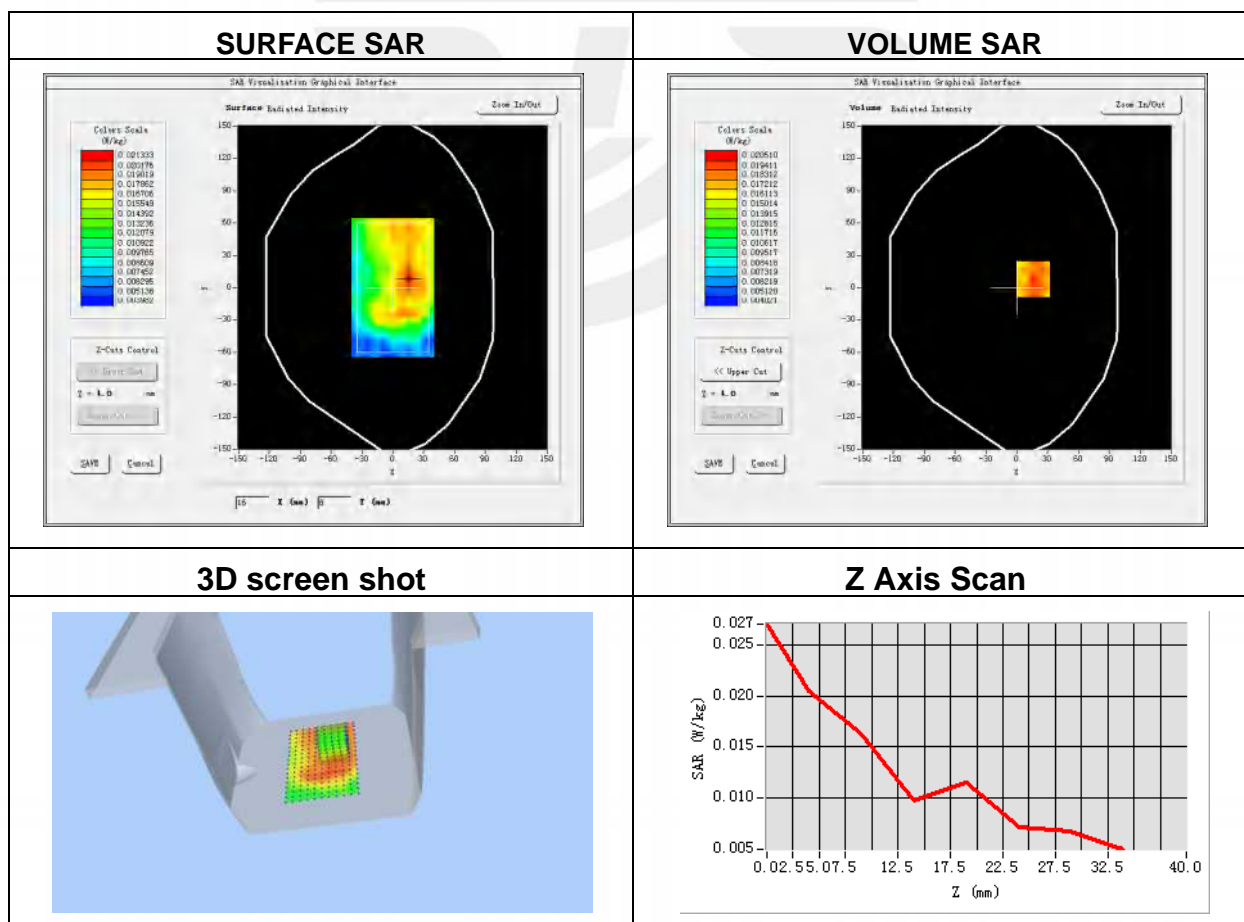 SURFACE SAR
SAR Visualisation Graphical Interface
Surface Radiated Intensity
Zoom In/Out
Colors Scale
(W/kg)
0.021333
0.020176
0.019019
0.017862
0.016706
0.015549
0.014392
0.013236
0.012079
0.010922
0.009765
0.008609
0.007452
0.006295
0.005138
0.003982
150
120
90
60
30
0
-30
-60
-90
-120
-150
-150 -120 -90 -60 -30 0 30 60 90 120 150
X
Z-Cuts Control
mm
SAVE
Cancel
16 X (mm) 8 Y (mm)
VOLUME SAR
SAR Visualisation Graphical Interface
Volume Radiated Intensity
Zoom In/Out
Colors Scale
(W/kg)
0.020510
0.019411
0.018312
0.017212
0.016113
0.015014
0.013915
0.012815
0.011716
0.010617
0.009517
0.008418
0.007319
0.006219
0.005120
0.004021
150
120
90
60
30
0
-30
-60
-90
-120
-150
-150 -120 -90 -60 -30 0 30 60 90 120 150
X
Z-Cuts Control
<< Upper Cut
mm
SAVE
Cancel
3D screen shot
Z Axis Scan
0.027
0.025
0.020
0.015
0.010
0.005
SAR (W/kg)
0.0 2.5 5.0 7.5 12.5 17.5 22.5 27.5 32.5 40.0
Z (mm)